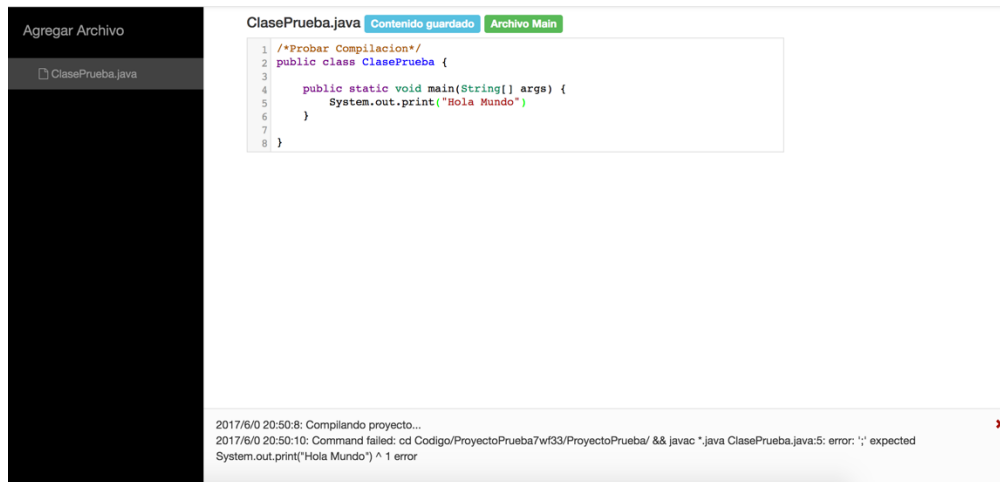 Agregar Archivo
ClasePrueba.java
ClasePrueba.java Contenido guardado Archivo Main
1 /*Probar Compilacion*/
2 public class ClasePrueba {
3
4     public static void main(String[] args) {
5         System.out.print("Hola Mundo")
6     }
7
8 }
2017/6/0 20:50:8: Compilando proyecto...
2017/6/0 20:50:10: Command failed: cd Codigo/ProyectoPrueba7wf33/ProyectoPrueba/ && javac *.java ClasePrueba.java:5: error: ';' expected
System.out.print("Hola Mundo") ^ 1 error